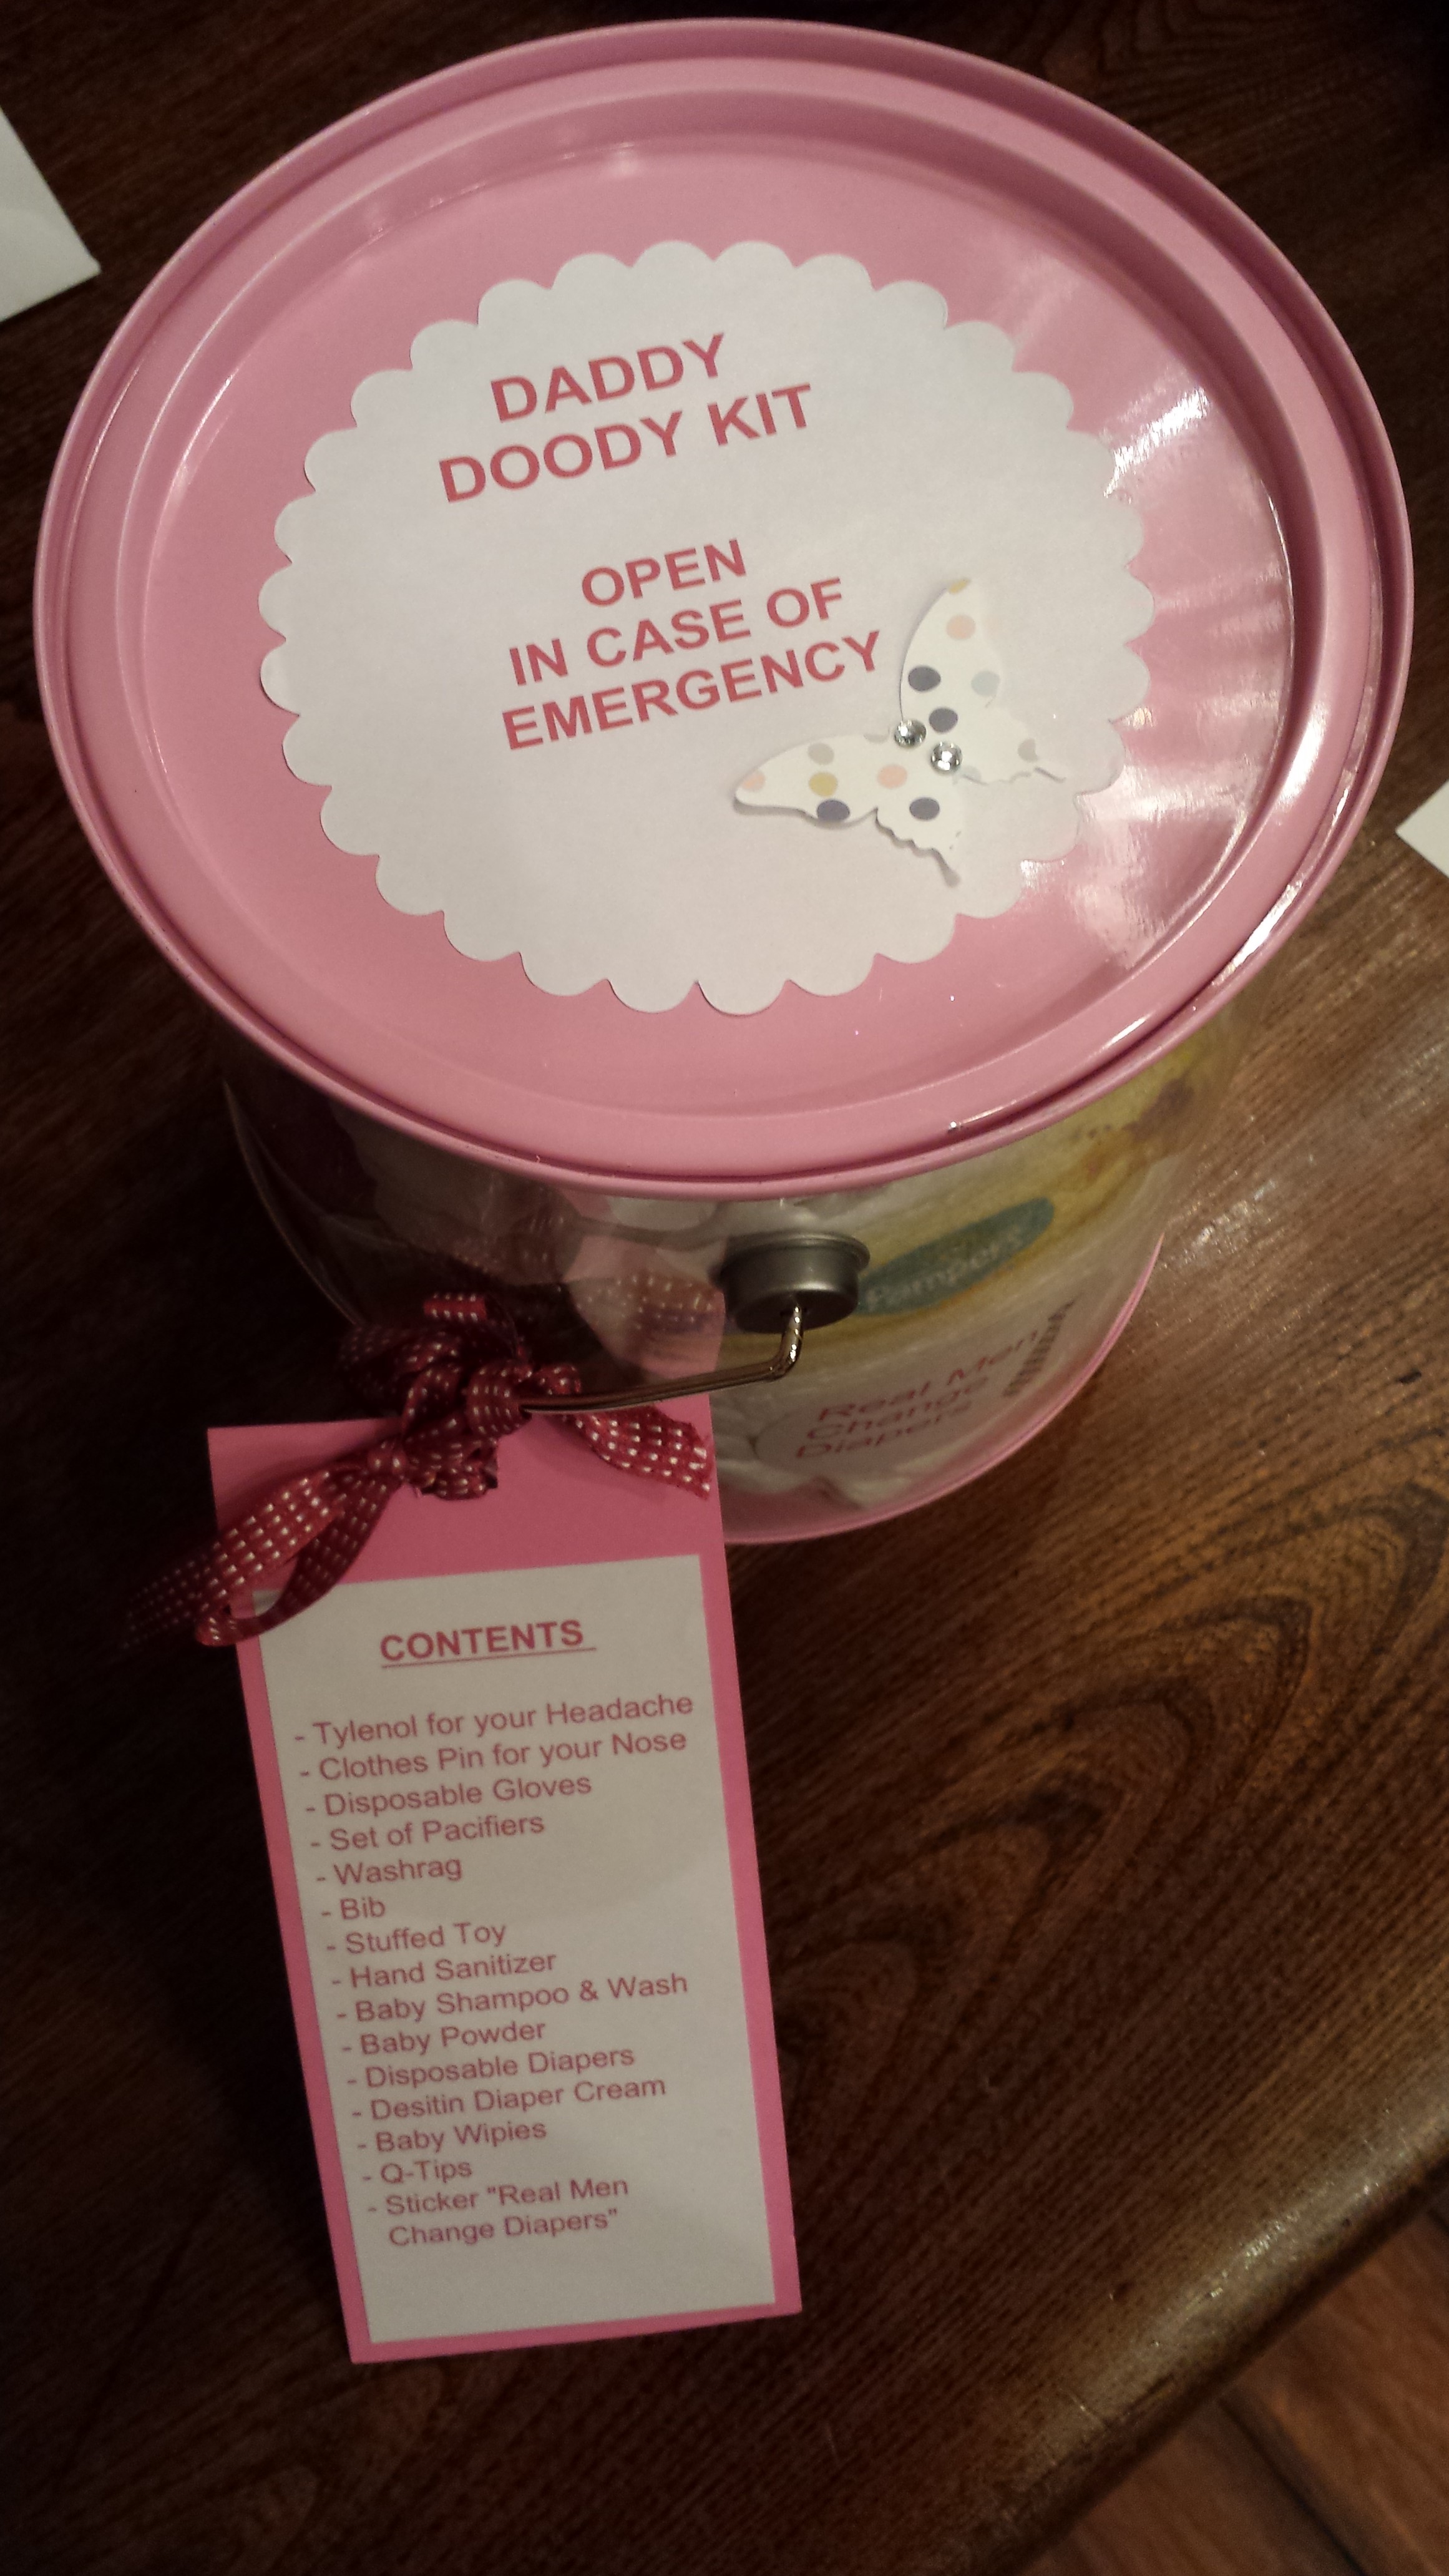 DADDY
DOODY KIT
OPEN
IN CASE OF
EMERGENCY
Pampers
Real Men
Change
Diapers
CONTENTS
- Tylenol for your Headache
- Clothes Pin for your Nose
- Disposable Gloves
- Set of Pacifiers
- Washrag
- Bib
- Stuffed Toy
- Hand Sanitizer
- Baby Shampoo & Wash
- Baby Powder
- Disposable Diapers
- Desitin Diaper Cream
- Baby Wipies
- Q-Tips
- Sticker "Real Men
Change Diapers"